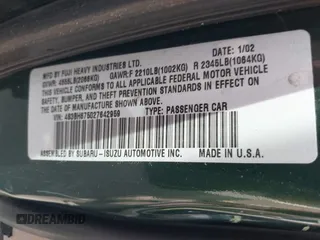 MFD BY FUJI HEAVY INDUSTRIES LTD. 1/02
GAWR:F 2210LB(1002KG) R 2345LB(1064KG)
THIS VEHICLE CONFORMS TO ALL APPLICABLE FEDERAL MOTOR VEHICLE
SAFETY, BUMPER, AND THEFT PREVENTION STANDARDS IN EFFECT ON THE
DATE OF MANUFACTURE SHOWN ABOVE.
VIN: TYPE: PASSENGER CAR
ASSEMBLED BY SUBARU-ISUZU AUTOMOTIVE INC. MADE IN U.S.A.
DREAMBID